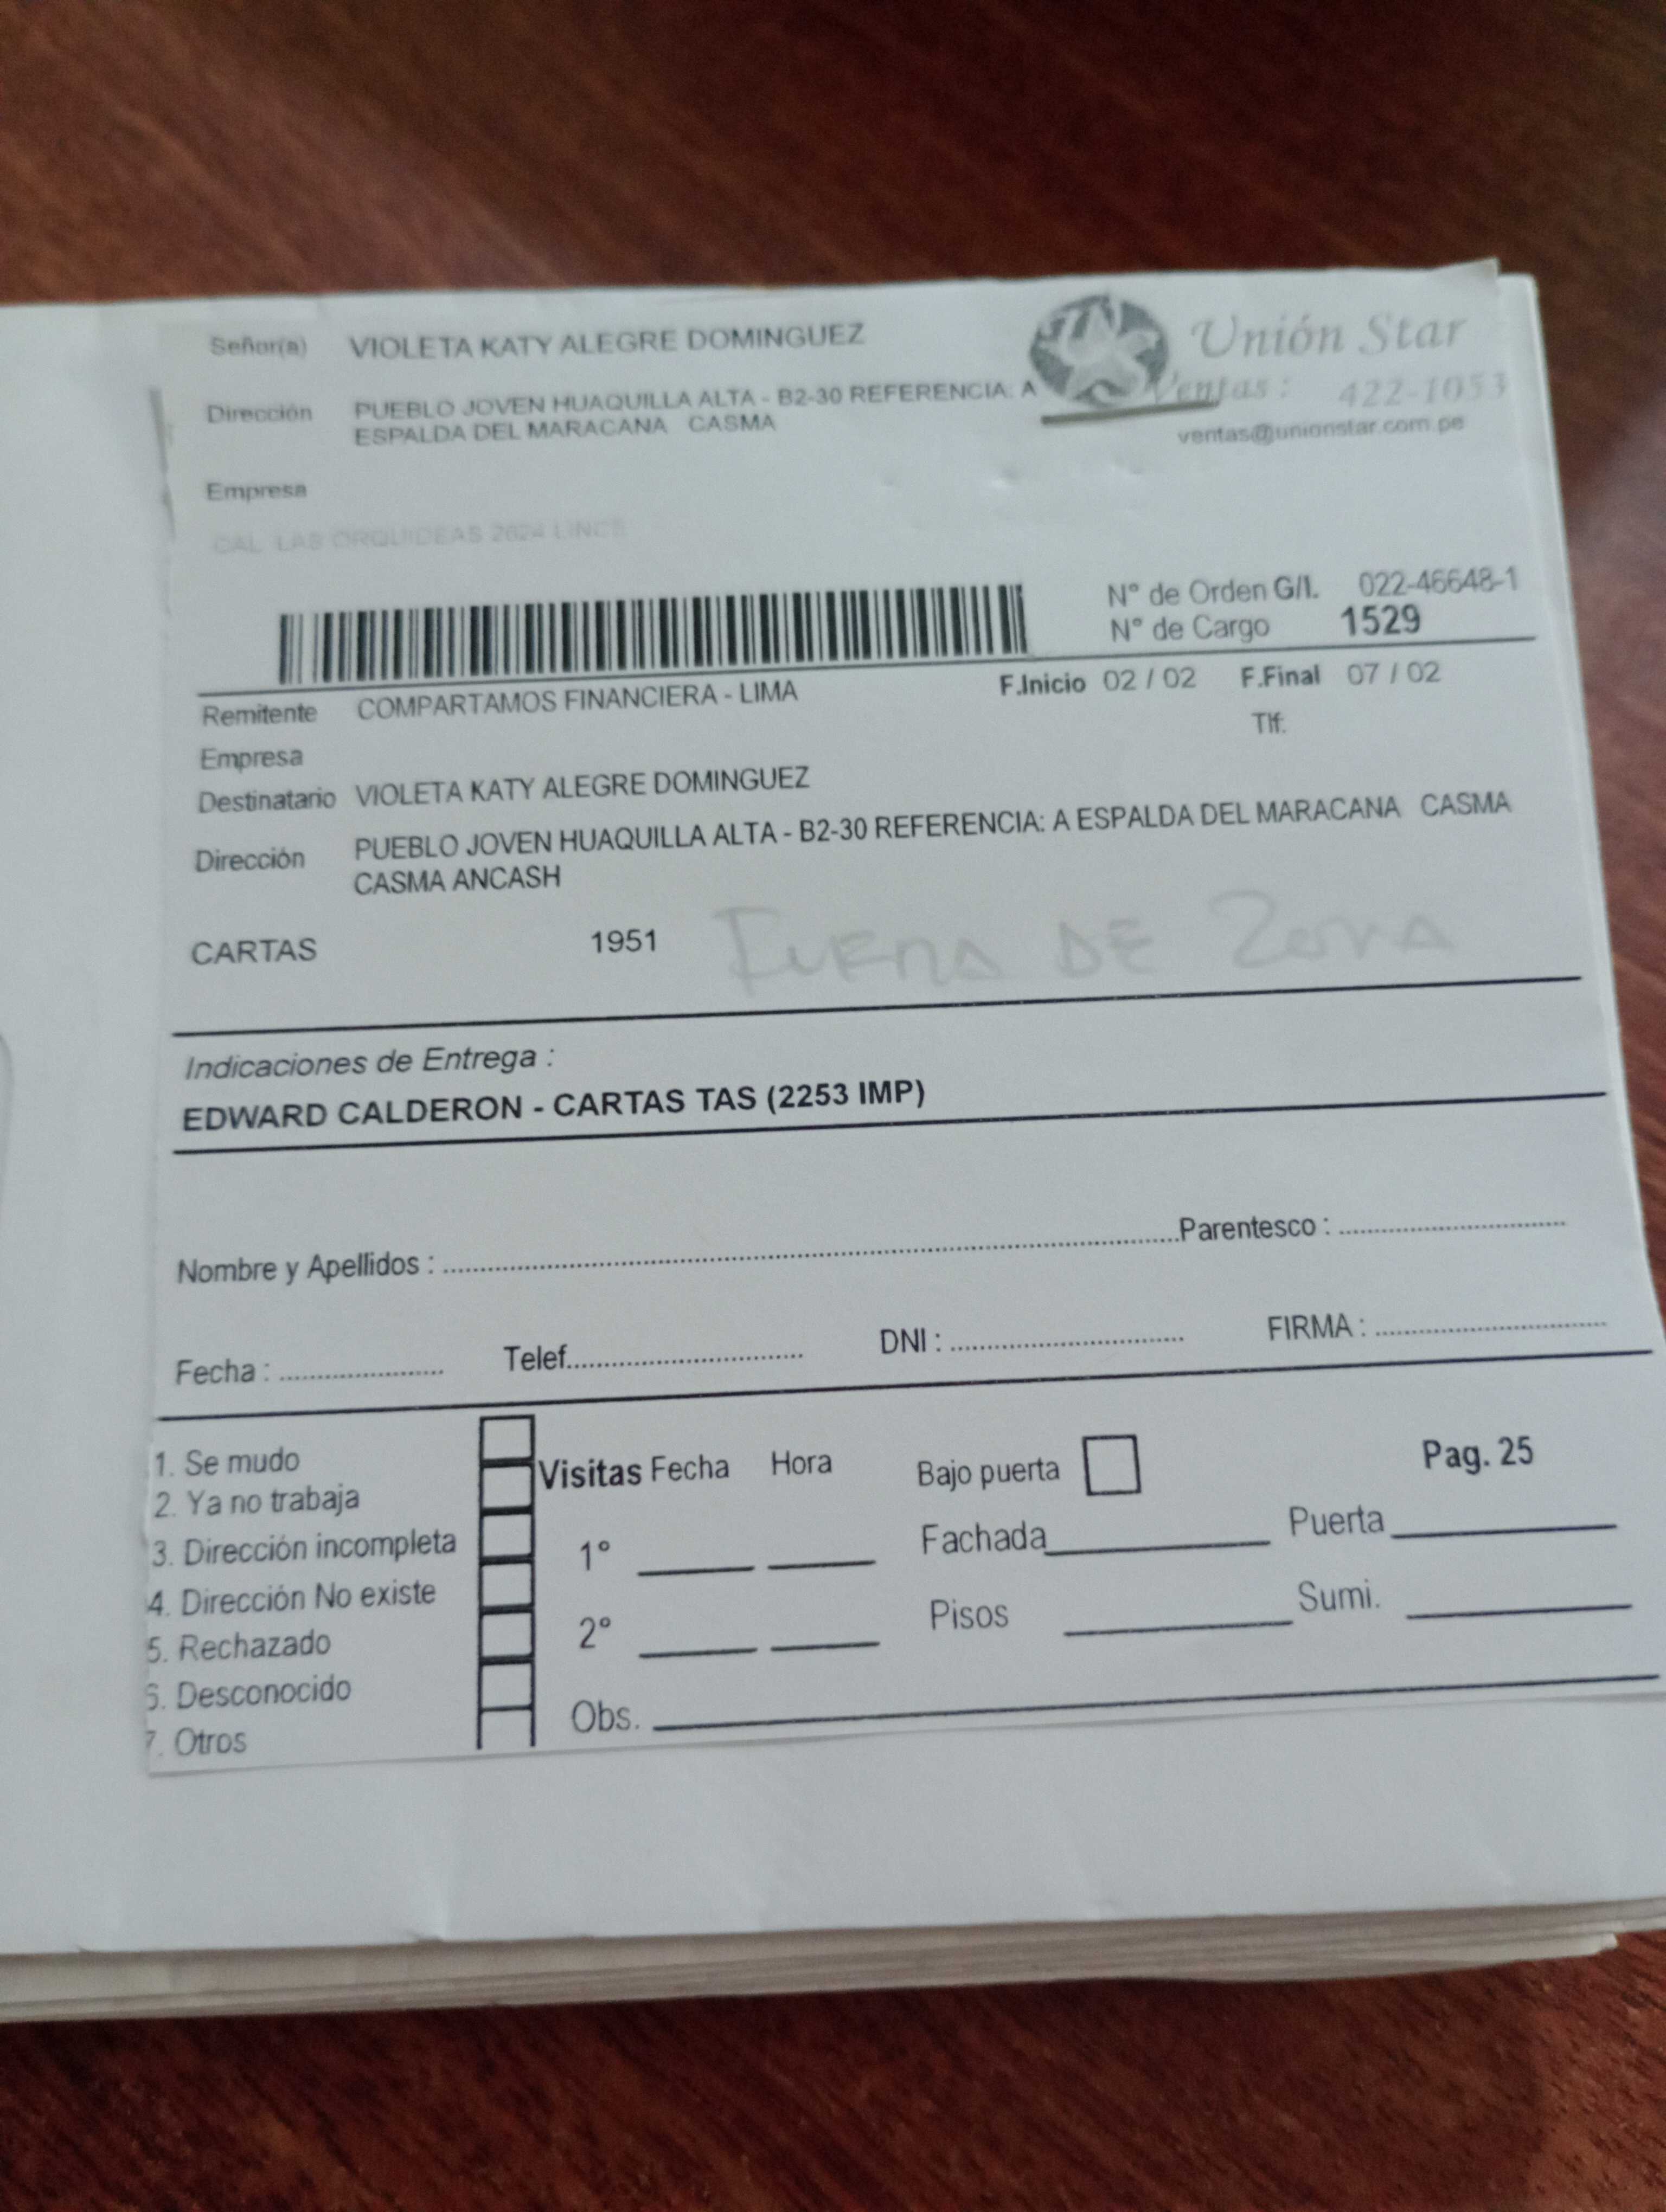 Señor(a) VIOLETA KATY ALEGRE DOMINGUEZ
Unión Star
Dirección PUEBLO JOVEN HUAQUILLA ALTA - B2-30 REFERENCIA: A
Ventas: 422-1053
ESPALDA DEL MARACANA CASMA
ventas@unionstar.com.pe
Empresa
CAL. LAS ORQUIDEAS 2624 LINCE
N° de Orden G/I. 022-46648-1
N° de Cargo 1529
Remitente COMPARTAMOS FINANCIERA - LIMA F.Inicio 02 / 02 F.Final 07 / 02
Empresa Tlf:
Destinatario VIOLETA KATY ALEGRE DOMINGUEZ
Dirección PUEBLO JOVEN HUAQUILLA ALTA - B2-30 REFERENCIA: A ESPALDA DEL MARACANA CASMA
CASMA ANCASH
CARTAS 1951 FUERA DE ZONA
Indicaciones de Entrega :
EDWARD CALDERON - CARTAS TAS (2253 IMP)
Nombre y Apellidos : Parentesco :
Fecha : Telef. DNI : FIRMA :
1. Se mudo
2. Ya no trabaja
3. Dirección incompleta
4. Dirección No existe
5. Rechazado
6. Desconocido
7. Otros
Visitas Fecha Hora
1°
2°
Obs.
Bajo puerta Pag. 25
Fachada Puerta
Pisos Sumi.